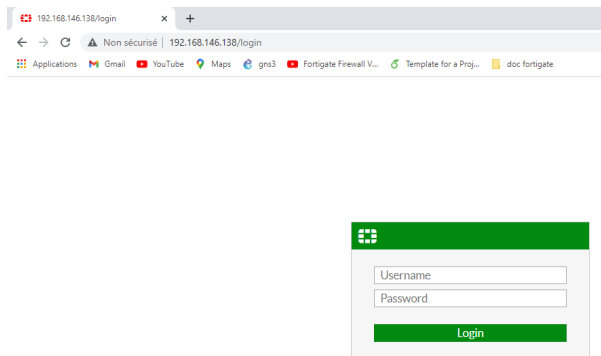 192.168.146.138/login
Non sécurisé | 192.168.146.138/login
Applications Gmail YouTube Maps gns3 Fortigate Firewall V... Template for a Proj... doc fortigate
Username
Password
Login